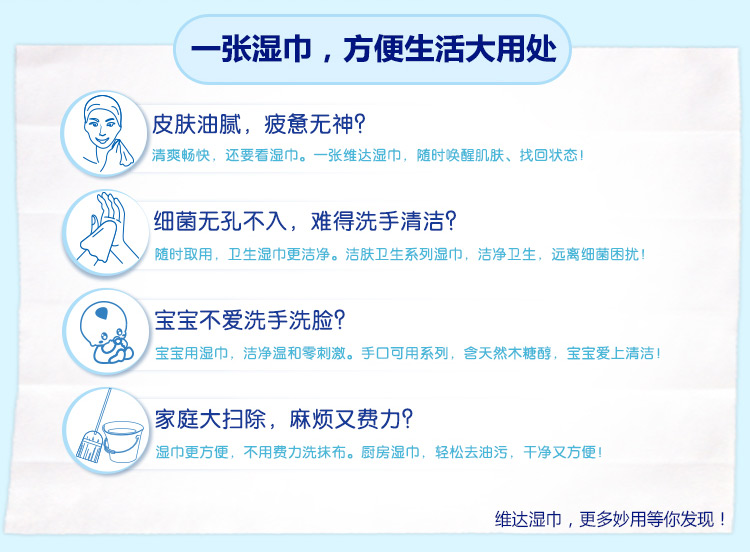 一张湿巾，方便生活大用处
皮肤油腻，疲惫无神？
清爽畅快，还要看湿巾。一张维达湿巾，随时唤醒肌肤、找回状态！
细菌无孔不入，难得洗手清洁？
随时取用，卫生湿巾更洁净。洁肤卫生系列湿巾，洁净卫生，远离细菌困扰！
宝宝不爱洗手洗脸？
宝宝用湿巾，洁净温和零刺激。手口可用系列，含天然木糖醇，宝宝爱上清洁！
家庭大扫除，麻烦又费力？
湿巾更方便，不用费力洗抹布。厨房湿巾，轻松去油污，干净又方便！
维达湿巾，更多妙用等你发现！